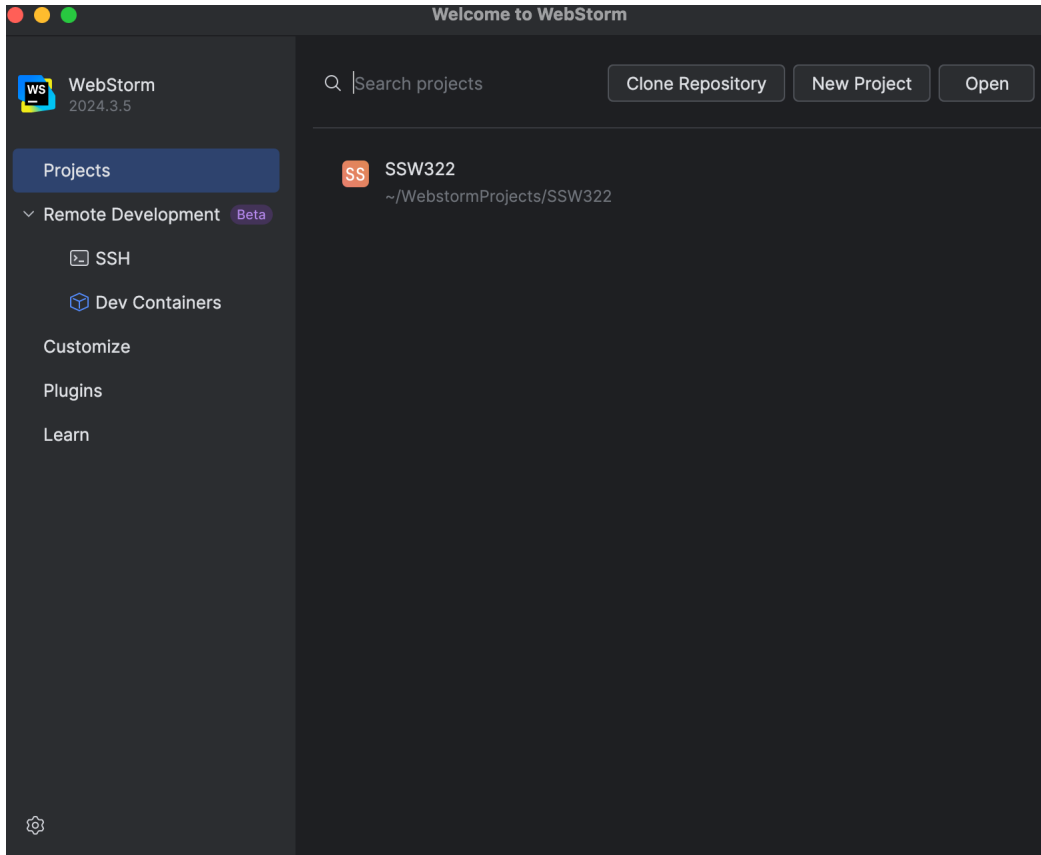 Welcome to WebStorm
WS
WebStorm
2024.3.5
Search projects
Clone Repository
New Project
Open
Projects
Remote Development Beta
SSH
Dev Containers
Customize
Plugins
Learn
SS
SSW322
~/WebstormProjects/SSW322